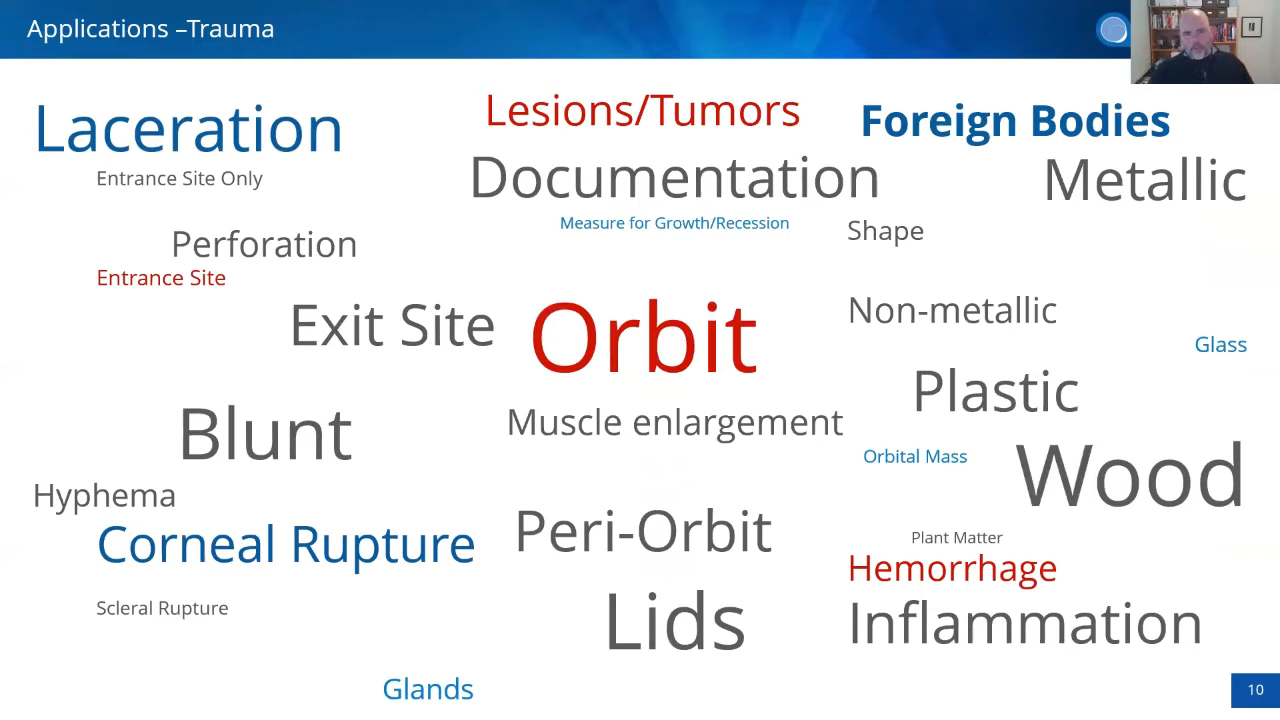 Applications –Trauma
Laceration
Entrance Site Only
Perforation
Entrance Site
Exit Site
Blunt
Hyphema
Corneal Rupture
Scleral Rupture
Glands
Lesions/Tumors
Documentation
Measure for Growth/Recession
Orbit
Muscle enlargement
Peri-Orbit
Lids
Foreign Bodies
Metallic
Shape
Non-metallic
Glass
Plastic
Orbital Mass
Wood
Plant Matter
Hemorrhage
Inflammation
10